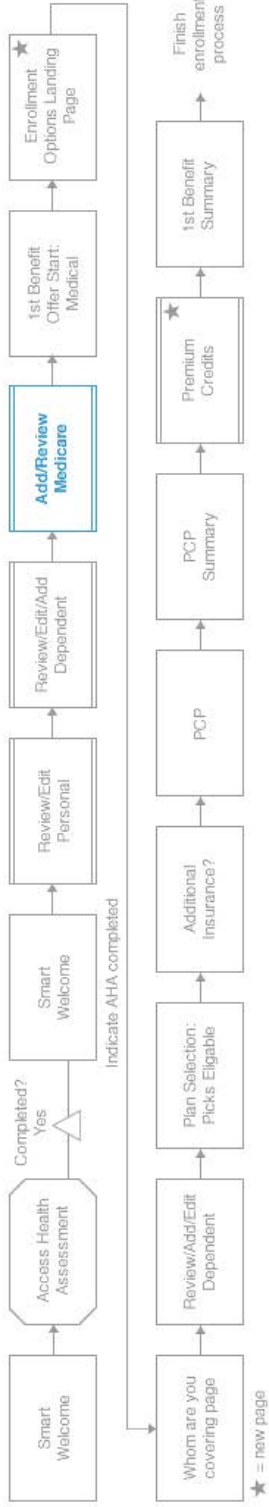 Smart
Welcome
Access Health
Assessment
Completed?
Yes
Smart
Welcome
Indicate AHA completed
Review/Edit
Personal
Review/Edit/Add
Dependent
Add/Review
Medicare
1st Benefit
Offer Start:
Medical
Enrollment
Options Landing
Page
Whom are you
covering page
Review/Add/Edit
Dependent
Plan Selection:
Picks Eligable
Additional
Insurance?
PCP
PCP
Summary
Premium
Credits
1st Benefit
Summary
Finish
enrollment
process
★ = new page